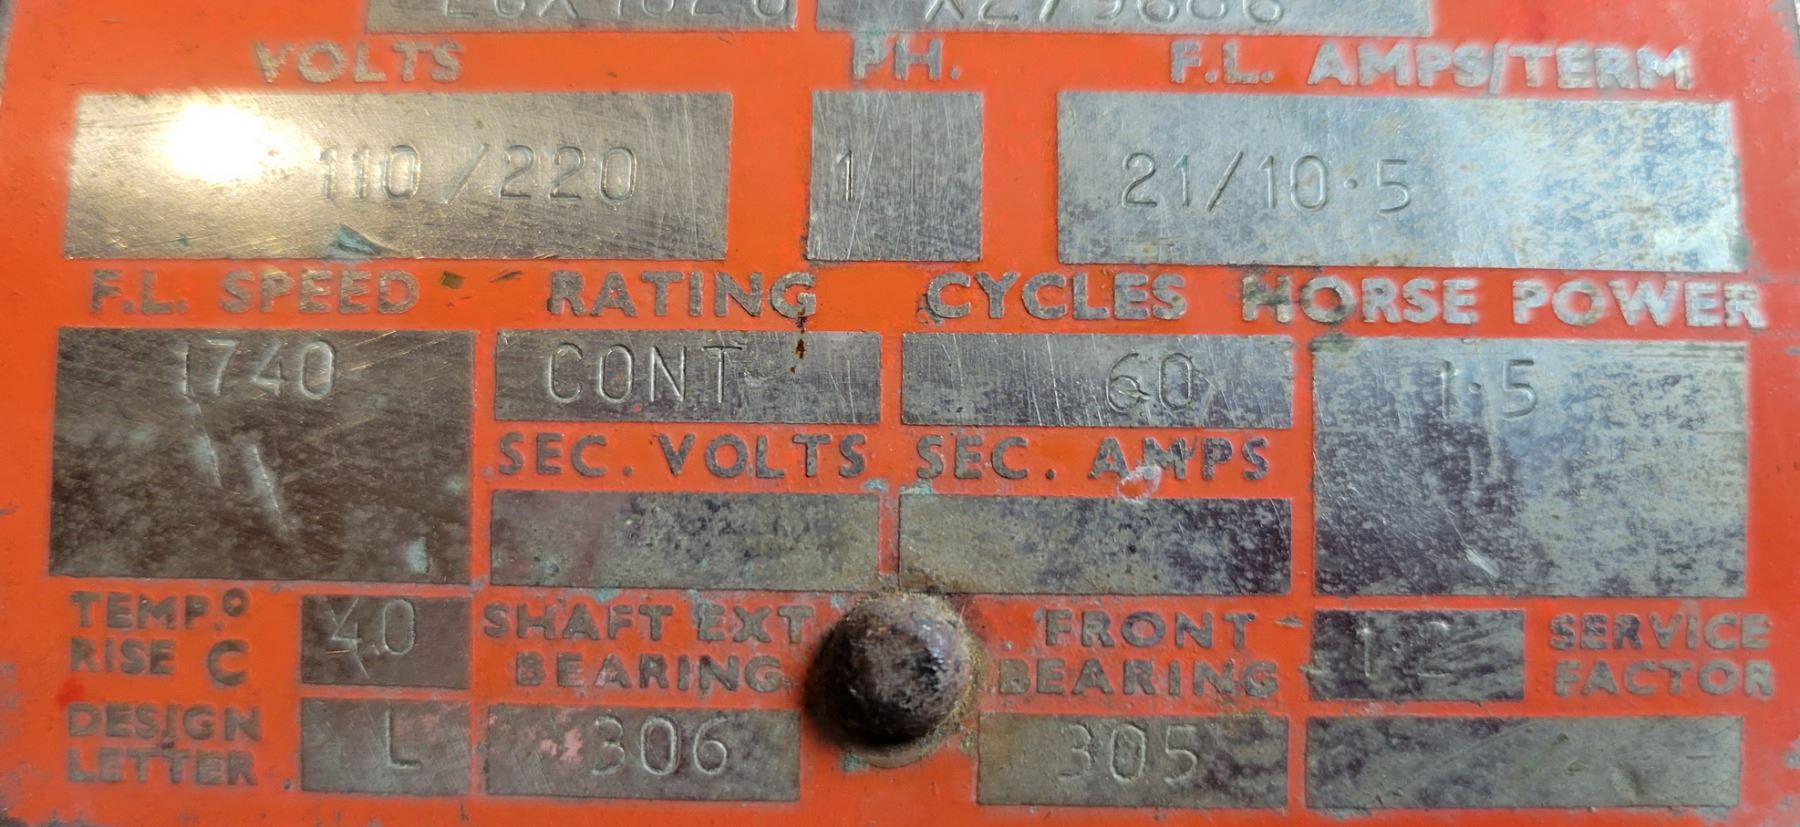 VOLTS PH. F.L. AMPS/TERM
110/220 1 21/10·5
F.L. SPEED RATING CYCLES HORSE POWER
1740 CONT 60 1·5
SEC. VOLTS SEC. AMPS
TEMP.° RISE C 40 SHAFT EXT BEARING FRONT BEARING SERVICE FACTOR
DESIGN LETTER L 306 305